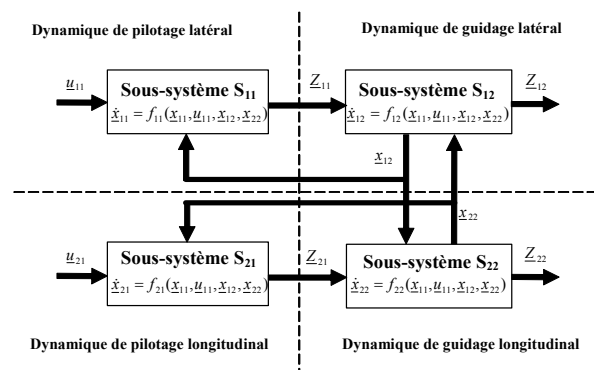 Dynamique de pilotage latéral
Dynamique de guidage latéral
u11
Sous-système S11
ẋ11 = f11(x11,u11,x12,x22)
Z11
Sous-système S12
ẋ12 = f12(x11,u11,x12,x22)
Z12
x12
x22
u21
Sous-système S21
ẋ21 = f21(x11,u11,x12,x22)
Z21
Sous-système S22
ẋ22 = f22(x11,u11,x12,x22)
Z22
Dynamique de pilotage longitudinal
Dynamique de guidage longitudinal